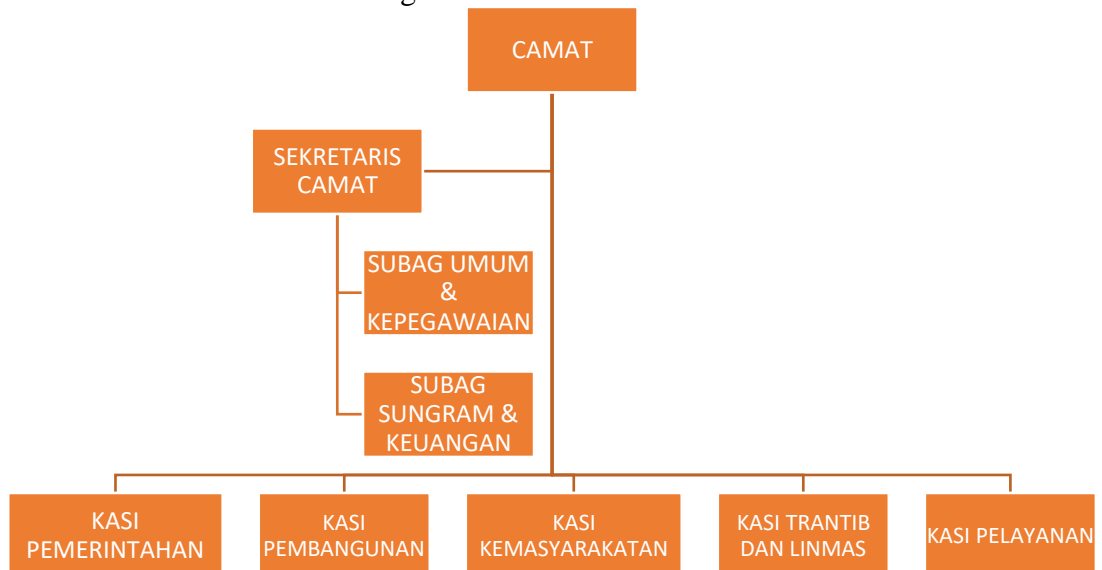 CAMAT
SEKRETARIS
CAMAT
SUBAG UMUM
&
KEPEGAWAIAN
SUBAG
SUNGRAM &
KEUANGAN
KASI
PEMERINTAHAN
KASI
PEMBANGUNAN
KASI
KEMASYARAKATAN
KASI TRANTIB
DAN LINMAS
KASI PELAYANAN